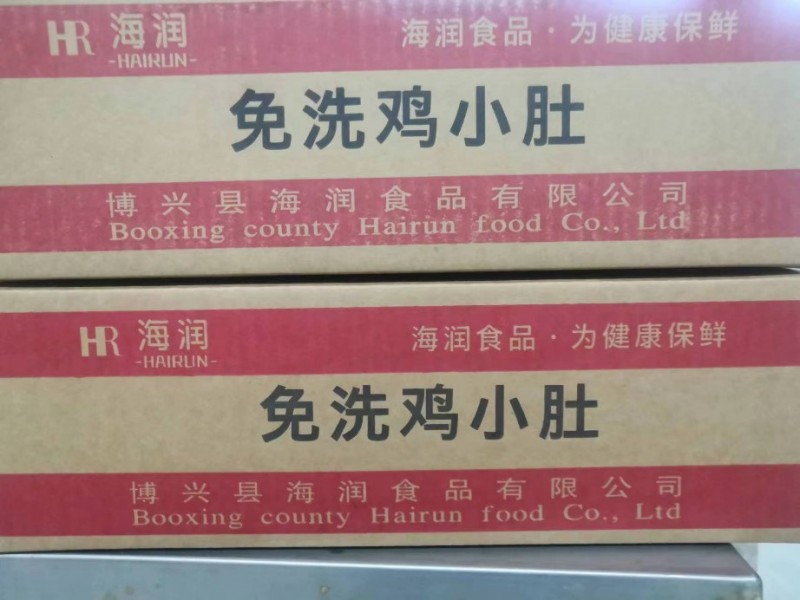 HR 海润 海润食品·为健康保鲜
-HAIRUN-
免洗鸡小肚
博兴县海润食品有限公司
Booxing county Hairun food Co., Ltd
HR 海润 海润食品·为健康保鲜
-HAIRUN-
免洗鸡小肚
博兴县海润食品有限公司
Booxing county Hairun food Co., Ltd